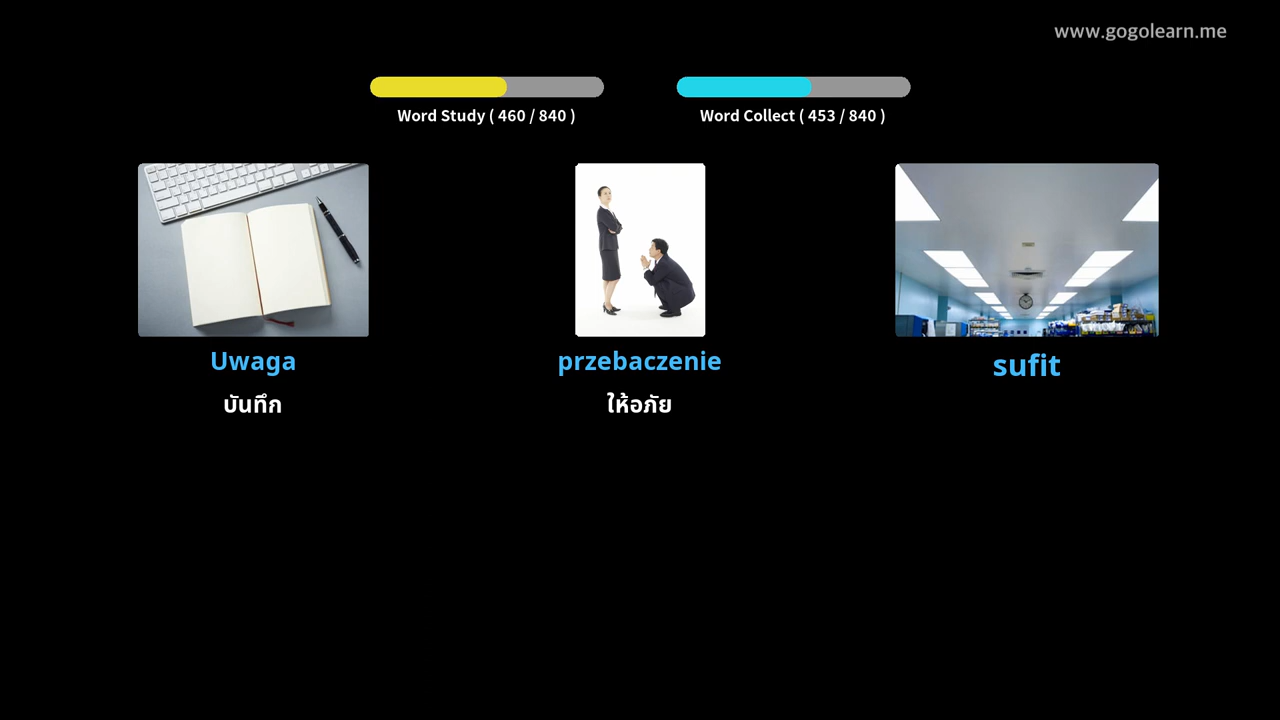 www.gogolearn.me
Word Study ( 460 / 840 )
Word Collect ( 453 / 840 )
Uwaga
บันทึก
przebaczenie
ให้อภัย
sufit